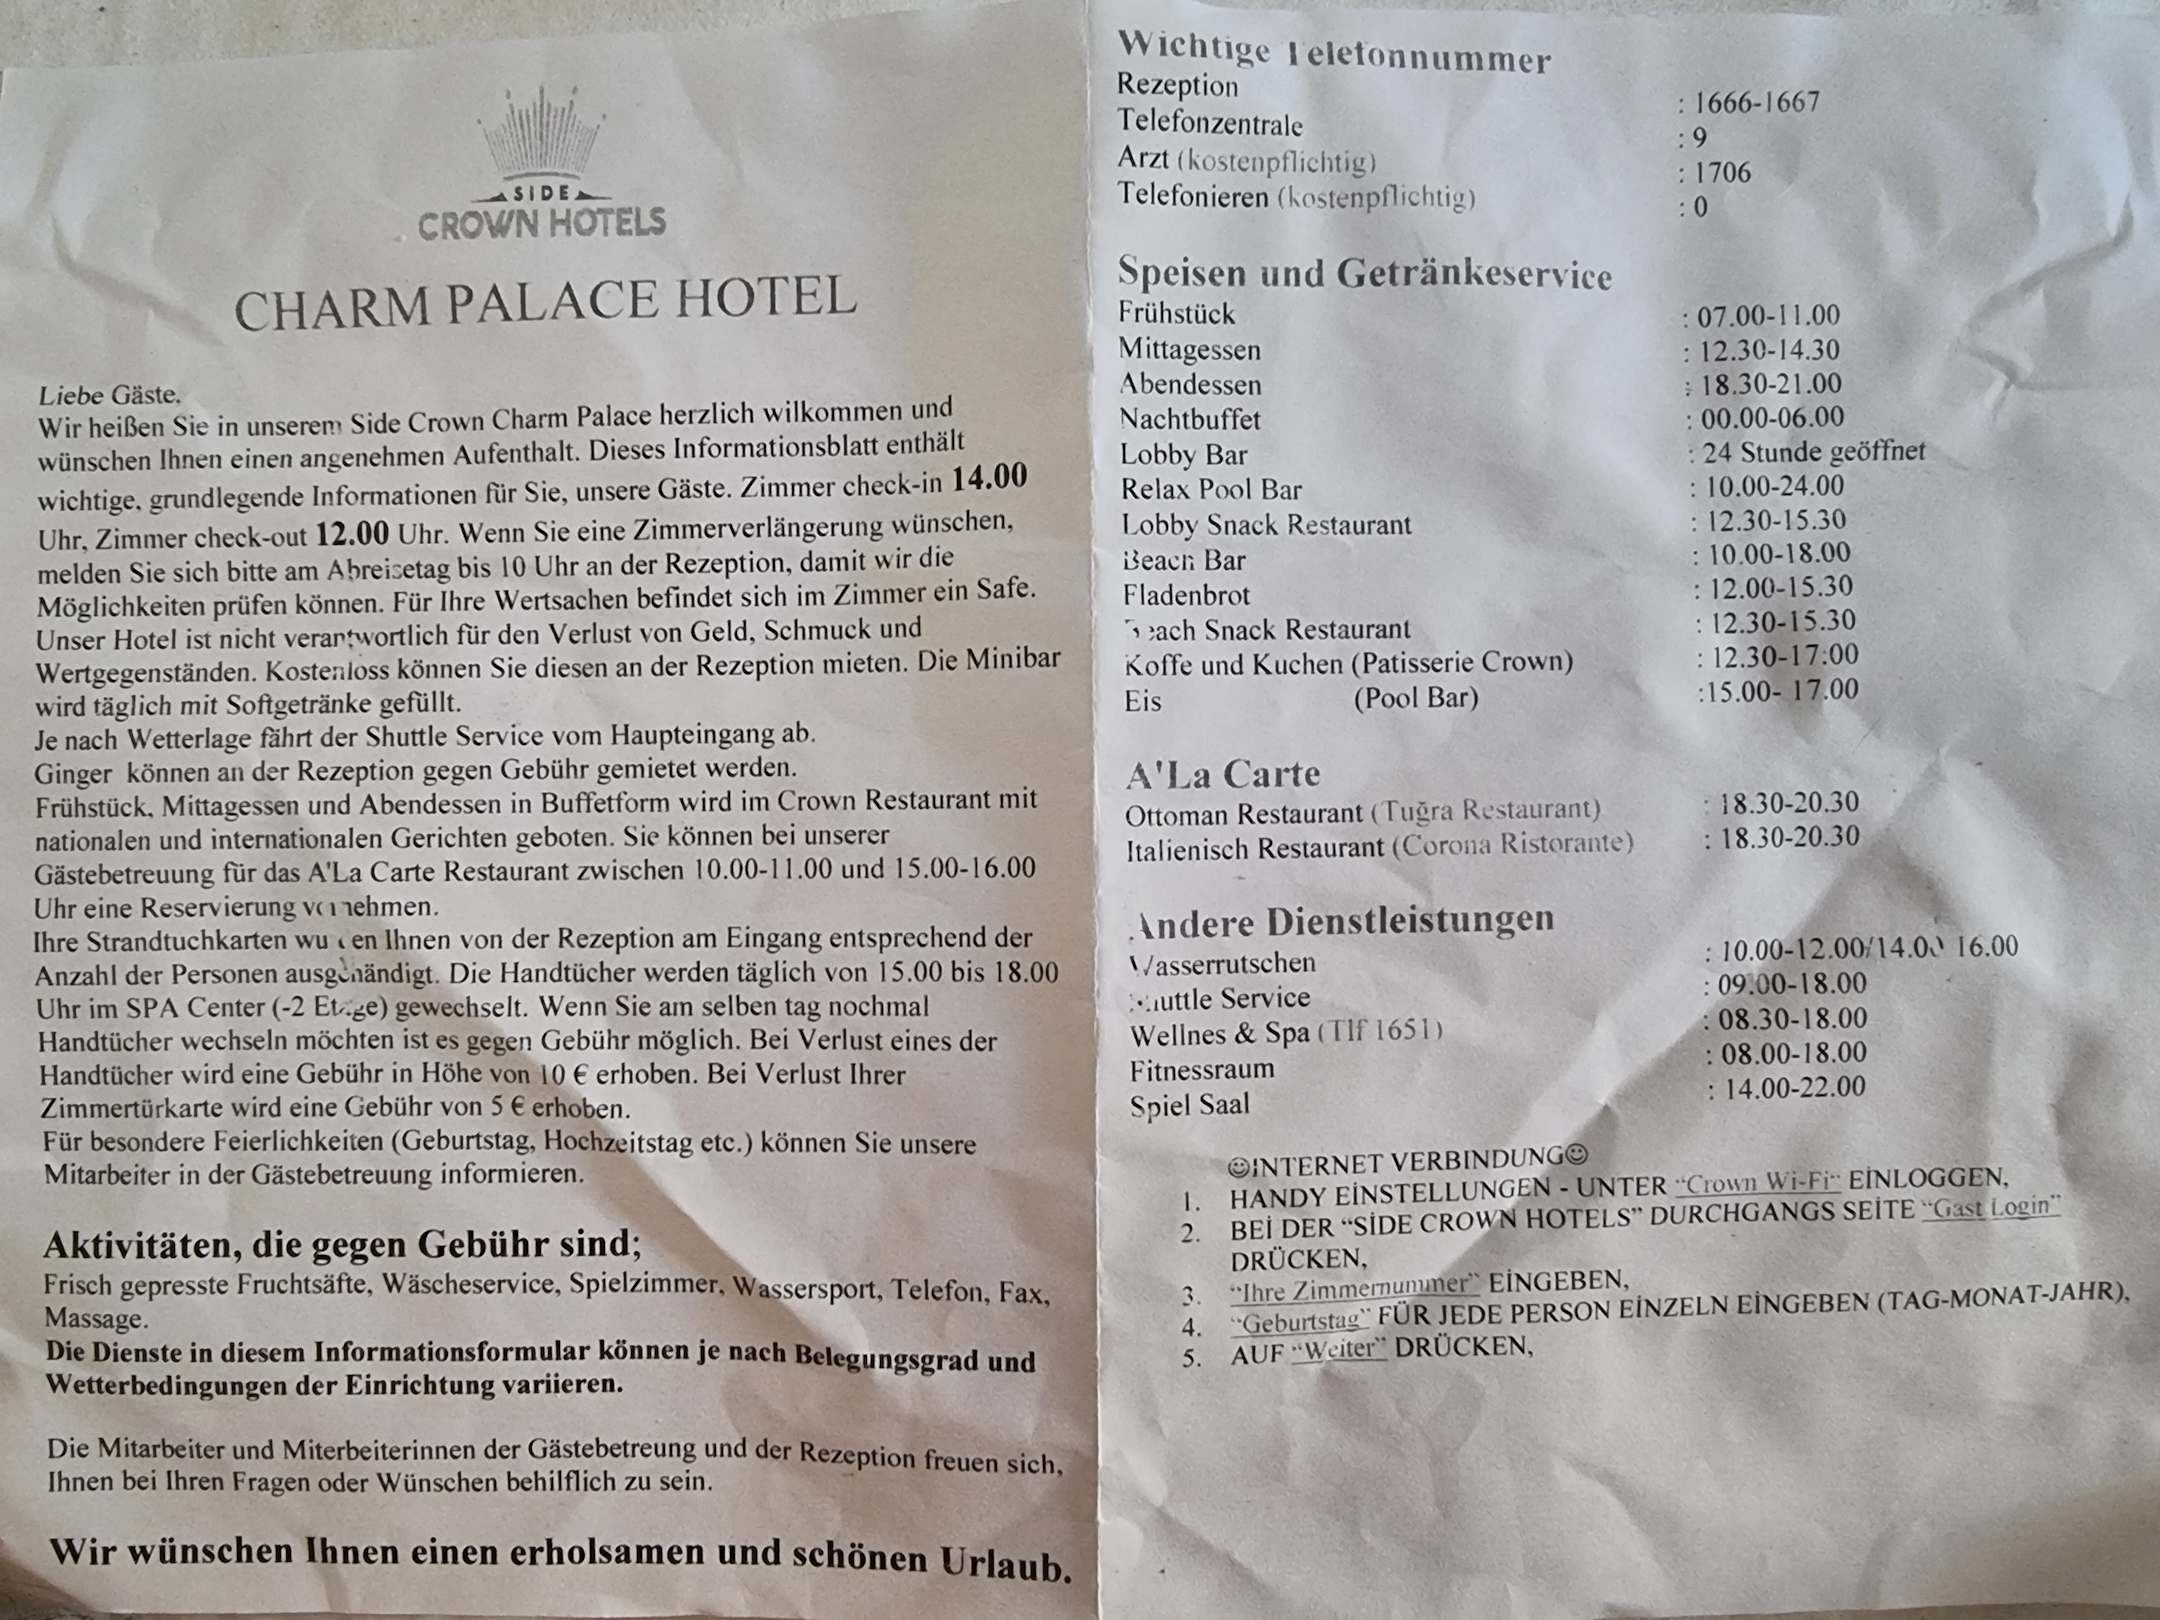 SIDE
CROWN HOTELS
CHARM PALACE HOTEL
Liebe Gäste,
Wir heißen Sie in unserem Side Crown Charm Palace herzlich wilkommen und
wünschen Ihnen einen angenehmen Aufenthalt. Dieses Informationsblatt enthält
wichtige, grundlegende Informationen für Sie, unsere Gäste. Zimmer check-in 14.00
Uhr, Zimmer check-out 12.00 Uhr. Wenn Sie eine Zimmerverlängerung wünschen,
melden Sie sich bitte am Abreisetag bis 10 Uhr an der Rezeption, damit wir die
Möglichkeiten prüfen können. Für Ihre Wertsachen befindet sich im Zimmer ein Safe.
Unser Hotel ist nicht verantwortlich für den Verlust von Geld, Schmuck und
Wertgegenständen. Kostenloss können Sie diesen an der Rezeption mieten. Die Minibar
wird täglich mit Softgetränke gefüllt.
Je nach Wetterlage fährt der Shuttle Service vom Haupteingang ab.
Ginger können an der Rezeption gegen Gebühr gemietet werden.
Frühstück, Mittagessen und Abendessen in Buffetform wird im Crown Restaurant mit
nationalen und internationalen Gerichten geboten. Sie können bei unserer
Gästebetreuung für das A'La Carte Restaurant zwischen 10.00-11.00 und 15.00-16.00
Uhr eine Reservierung vornehmen.
Ihre Strandtuchkarten wurden Ihnen von der Rezeption am Eingang entsprechend der
Anzahl der Personen ausgehändigt. Die Handtücher werden täglich von 15.00 bis 18.00
Uhr im SPA Center (-2 Etage) gewechselt. Wenn Sie am selben tag nochmal
Handtücher wechseln möchten ist es gegen Gebühr möglich. Bei Verlust eines der
Handtücher wird eine Gebühr in Höhe von 10 € erhoben. Bei Verlust Ihrer
Zimmertürkarte wird eine Gebühr von 5 € erhoben.
Für besondere Feierlichkeiten (Geburtstag, Hochzeitstag etc.) können Sie unsere
Mitarbeiter in der Gästebetreuung informieren.
Aktivitäten, die gegen Gebühr sind;
Frisch gepresste Fruchtsäfte, Wäscheservice, Spielzimmer, Wassersport, Telefon, Fax,
Massage.
Die Dienste in diesem Informationsformular können je nach Belegungsgrad und
Wetterbedingungen der Einrichtung variieren.
Die Mitarbeiter und Miterbeiterinnen der Gästebetreung und der Rezeption freuen sich,
Ihnen bei Ihren Fragen oder Wünschen behilflich zu sein.
Wir wünschen Ihnen einen erholsamen und schönen Urlaub.
Wichtige Telefonnummer
Rezeption : 1666-1667
Telefonzentrale : 9
Arzt (kostenpflichtig) : 1706
Telefonieren (kostenpflichtig) : 0
Speisen und Getränkeservice
Frühstück : 07.00-11.00
Mittagessen : 12.30-14.30
Abendessen : 18.30-21.00
Nachtbuffet : 00.00-06.00
Lobby Bar : 24 Stunde geöffnet
Relax Pool Bar : 10.00-24.00
Lobby Snack Restaurant : 12.30-15.30
Beach Bar : 10.00-18.00
Fladenbrot : 12.00-15.30
Beach Snack Restaurant : 12.30-15.30
Koffe und Kuchen (Patisserie Crown) : 12.30-17:00
Eis (Pool Bar) :15.00- 17.00
A'La Carte
Ottoman Restaurant (Tuğra Restaurant) : 18.30-20.30
Italienisch Restaurant (Corona Ristorante) : 18.30-20.30
Andere Dienstleistungen
Wasserrutschen : 10.00-12.00/14.00 16.00
Shuttle Service : 09.00-18.00
Wellnes & Spa (Tlf 1651) : 08.30-18.00
Fitnessraum : 08.00-18.00
Spiel Saal : 14.00-22.00
☺INTERNET VERBINDUNG☺
1. HANDY EİNSTELLUNGEN - UNTER “Crown Wi-Fi“ EİNLOGGEN,
2. BEİ DER “SİDE CROWN HOTELS” DURCHGANGS SEİTE “Gast Login”
DRÜCKEN,
3. “Ihre Zimmernummer” EİNGEBEN,
4. “Geburtstag” FÜR JEDE PERSON EİNZELN EİNGEBEN (TAG-MONAT-JAHR),
5. AUF “Weiter” DRÜCKEN,